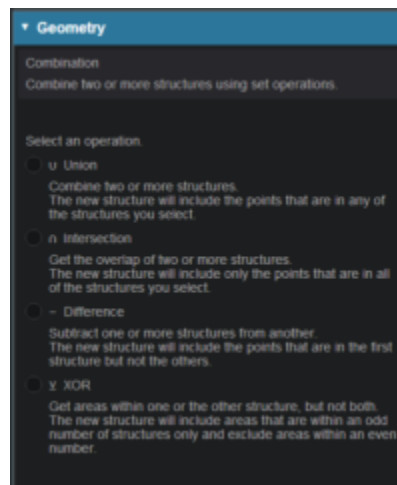 ▼ Geometry
Combination
Combine two or more structures using set operations.
Select an operation.
∪ Union
Combine two or more structures.
The new structure will include the points that are in any of
the structures you select.
∩ Intersection
Get the overlap of two or more structures.
The new structure will include only the points that are in all
of the structures you select.
− Difference
Subtract one or more structures from another.
The new structure will include the points that are in the first
structure but not the others.
⊻ XOR
Get areas within one or the other structure, but not both.
The new structure will include areas that are within an odd
number of structures only and exclude areas within an even
number.